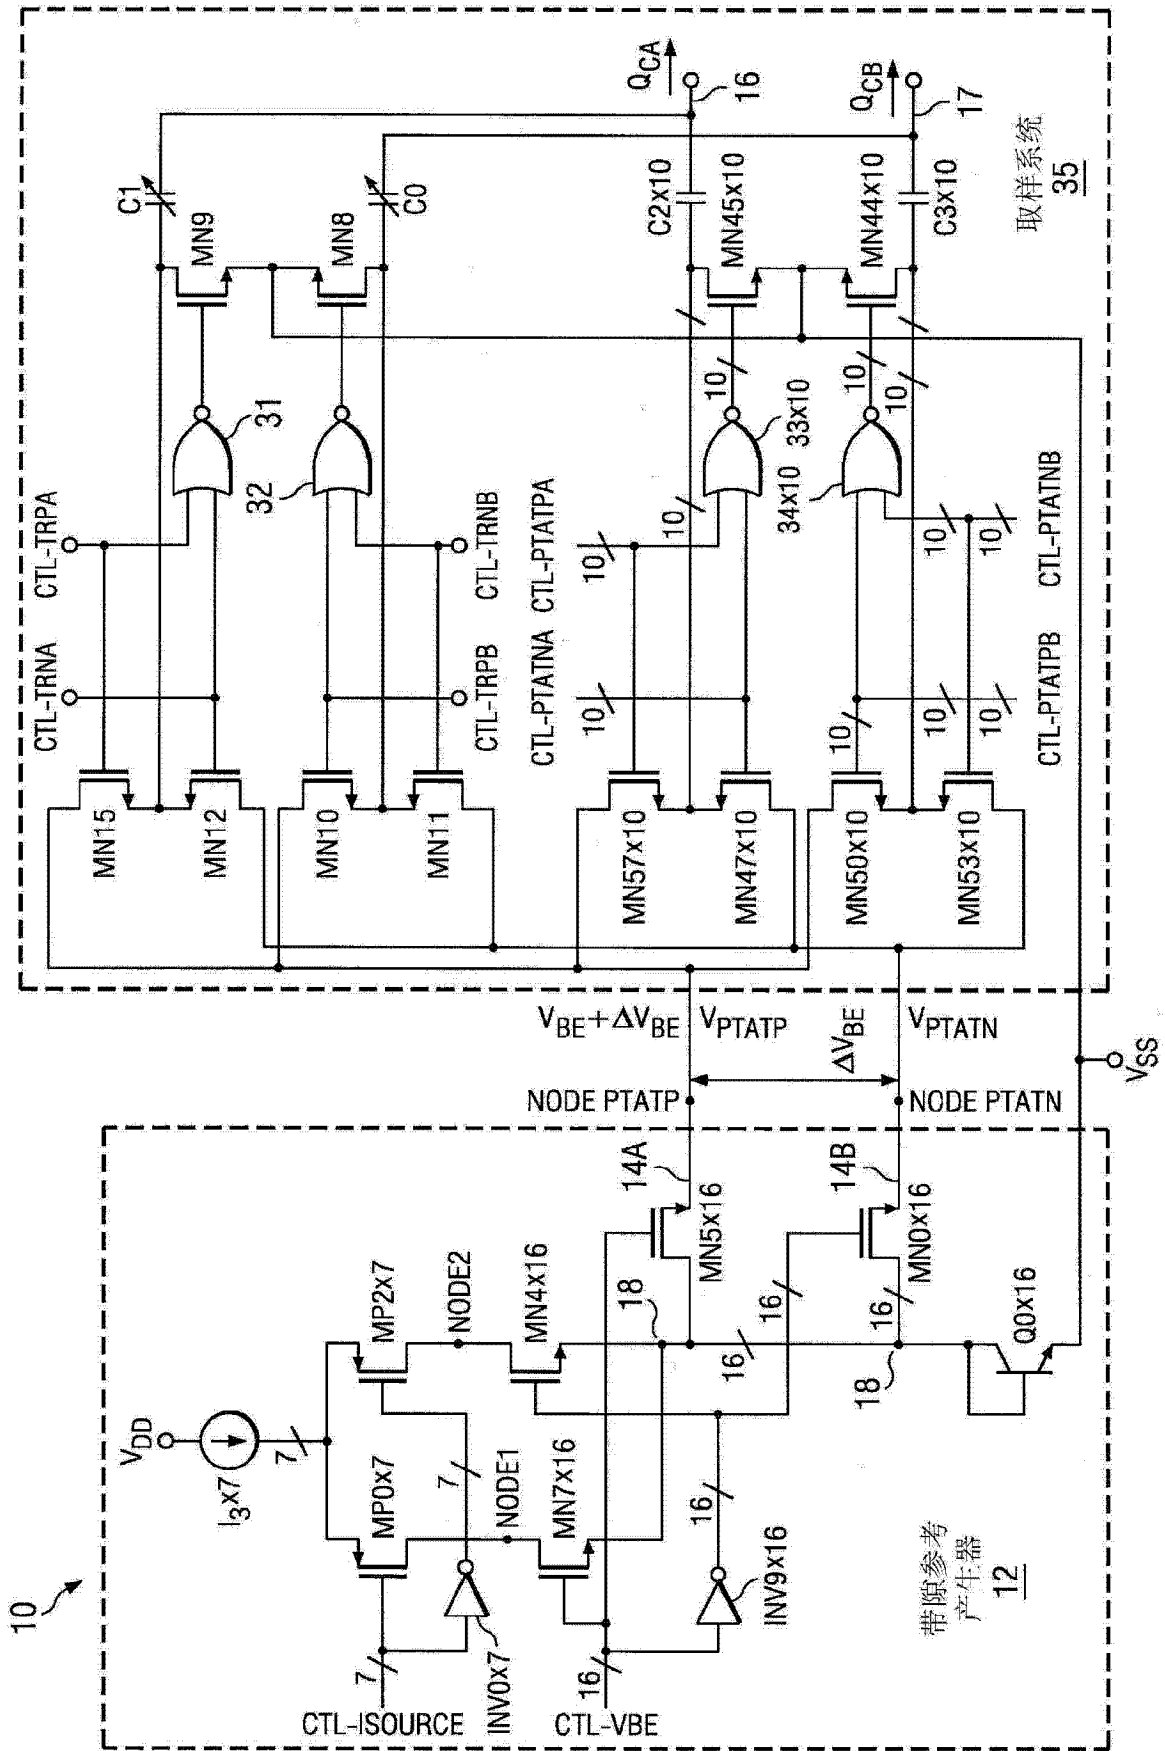 10
VDD
I3x7
7
MP0x7
MP2x7
CTL-ISOURCE
7
INV0x7
7
NODE1
NODE2
MN7x16
MN4x16
CTL-VBE
16
INV9x16
16
18
16
18
16
16
MN5x16
MN0x16
14A
14B
Q0x16
带隙参考
产生器
12
NODE PTATP
NODE PTATN
VBE+ΔVBE
VPTATP
ΔVBE
VPTATN
VSS
CTL-TRNA
CTL-TRPA
MN15
MN12
31
MN9
C1
MN10
MN11
CTL-TRPB
CTL-TRNB
32
MN8
C0
CTL-PTATNA
CTL-PTATPA
10
10
MN57x10
MN47x10
10
33x10
10
MN45x10
C2x10
QCA
16
MN50x10
MN53x10
10
10
10
10
10
CTL-PTATPB
CTL-PTATNB
34x10
10
10
MN44x10
C3x10
QCB
17
取样系统
35